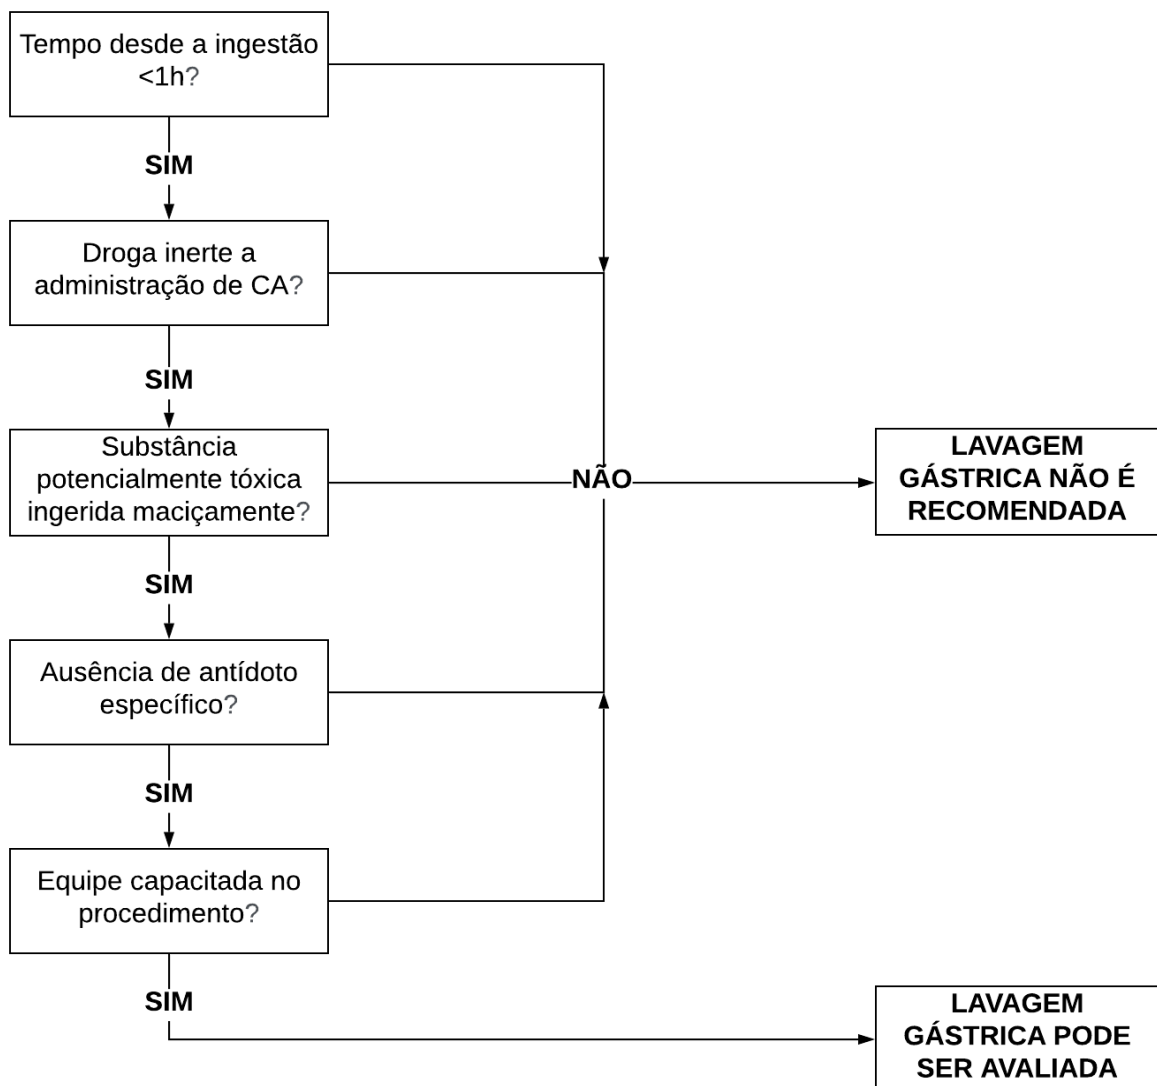 Tempo desde a ingestão
<1h?
SIM
Droga inerte a
administração de CA?
SIM
Substância
potencialmente tóxica
ingerida maciçamente?
NÃO
LAVAGEM
GÁSTRICA NÃO É
RECOMENDADA
SIM
Ausência de antídoto
específico?
SIM
Equipe capacitada no
procedimento?
SIM
LAVAGEM
GÁSTRICA PODE
SER AVALIADA